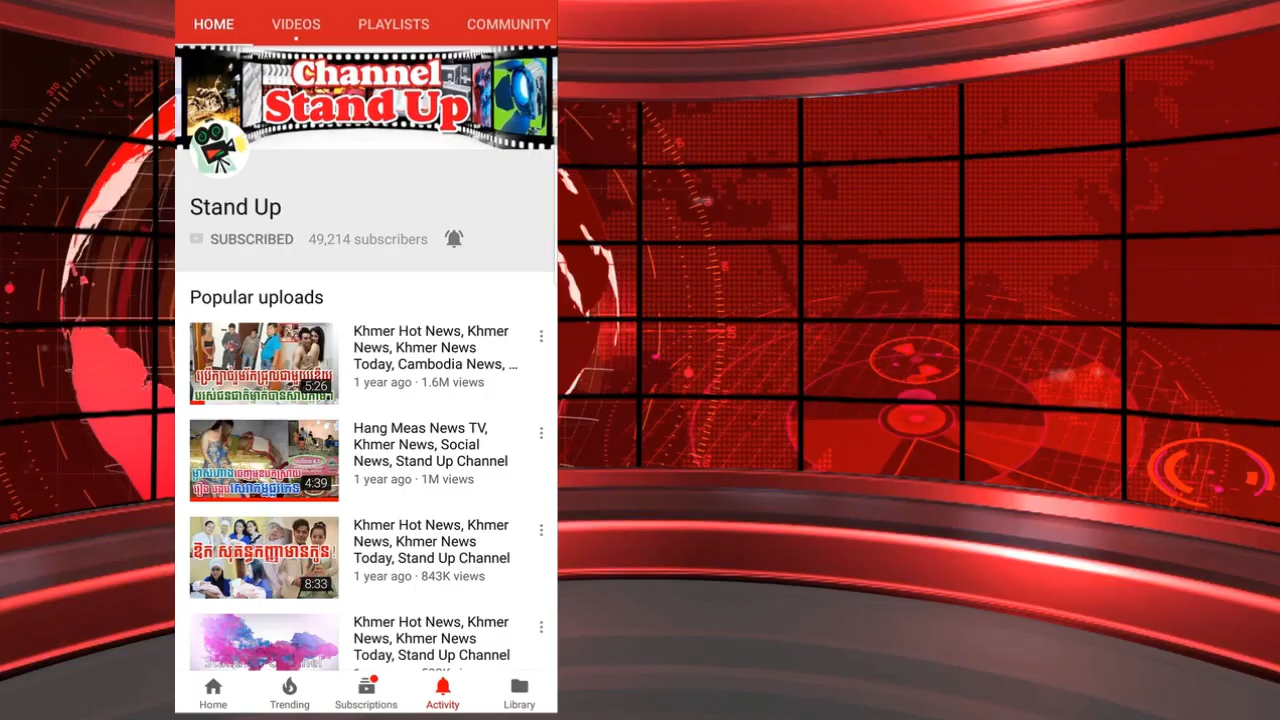 HOME VIDEOS PLAYLISTS COMMUNITY
Channel
Stand Up
Stand Up
SUBSCRIBED 49,214 subscribers
Popular uploads
Khmer Hot News, Khmer
News, Khmer News
Today, Cambodia News, ...
1 year ago · 1.6M views
5:26
Hang Meas News TV,
Khmer News, Social
News, Stand Up Channel
1 year ago · 1M views
4:39
Khmer Hot News, Khmer
News, Khmer News
Today, Stand Up Channel
1 year ago · 843K views
8:33
Khmer Hot News, Khmer
News, Khmer News
Today, Stand Up Channel
Home Trending Subscriptions Activity Library